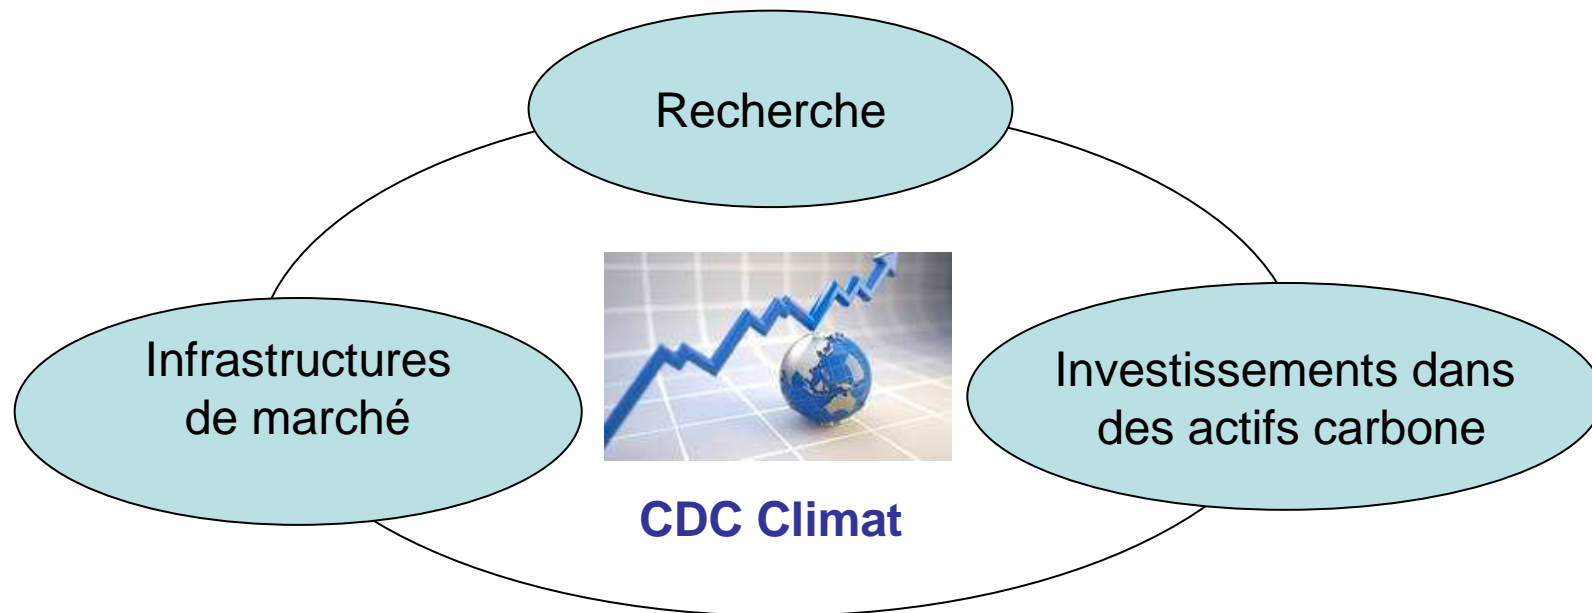 Recherche
Infrastructures
de marché
Investissements dans
des actifs carbone
CDC Climat